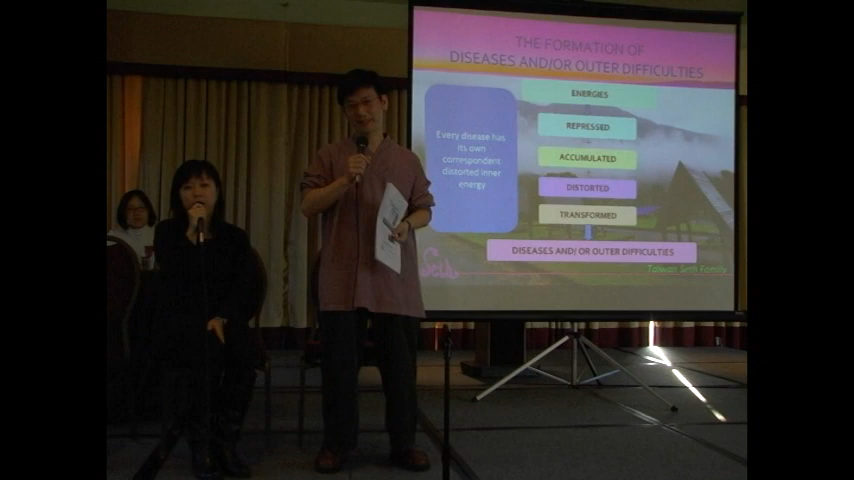 THE FORMATION OF
DISEASES AND/OR OUTER DIFFICULTIES
ENERGIES
Every disease has
its own
correspondent
distorted inner
energy
REPRESSED
ACCUMULATED
DISTORTED
TRANSFORMED
DISEASES AND/ OR OUTER DIFFICULTIES
Seth
Taiwan Seth Family